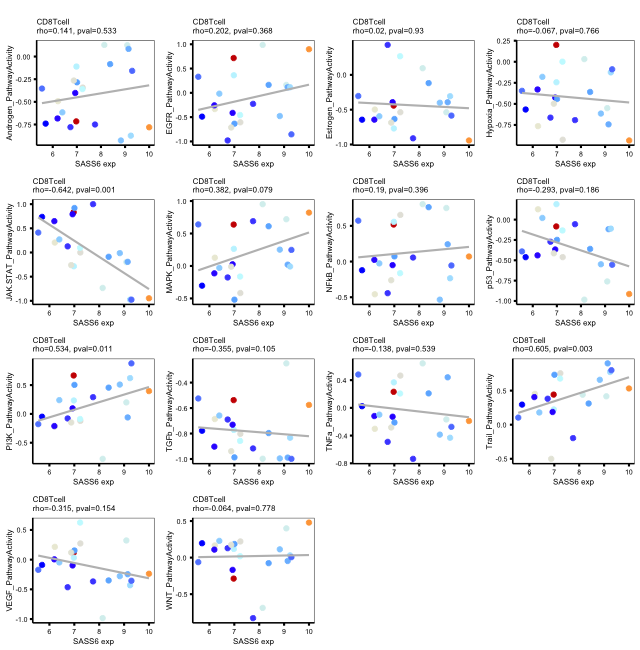 CD8Tcell
rho=0.141, pval=0.533
Androgen_PathwayActivity
0.00
-0.25
-0.50
-0.75
6 7 8 9 10
SASS6 exp
CD8Tcell
rho=0.202, pval=0.368
EGFR_PathwayActivity
1.0
0.5
0.0
-0.5
-1.0
6 7 8 9 10
SASS6 exp
CD8Tcell
rho=0.02, pval=0.93
Estrogen_PathwayActivity
0.0
-0.5
-1.0
6 7 8 9 10
SASS6 exp
CD8Tcell
rho=-0.067, pval=0.766
Hypoxia_PathwayActivity
0.25
0.00
-0.25
-0.50
-0.75
6 7 8 9 10
SASS6 exp
CD8Tcell
rho=-0.642, pval=0.001
JAK.STAT_PathwayActivity
1.0
0.5
0.0
-0.5
-1.0
6 7 8 9 10
SASS6 exp
CD8Tcell
rho=0.382, pval=0.079
MAPK_PathwayActivity
1.0
0.5
0.0
-0.5
6 7 8 9 10
SASS6 exp
CD8Tcell
rho=0.19, pval=0.396
NFkB_PathwayActivity
0.5
0.0
-0.5
6 7 8 9 10
SASS6 exp
CD8Tcell
rho=-0.293, pval=0.186
p53_PathwayActivity
0.00
-0.25
-0.50
-0.75
-1.00
6 7 8 9 10
SASS6 exp
CD8Tcell
rho=0.534, pval=0.011
PI3K_PathwayActivity
0.5
0.0
-0.5
6 7 8 9 10
SASS6 exp
CD8Tcell
rho=-0.355, pval=0.105
TGFb_PathwayActivity
-0.4
-0.6
-0.8
-1.0
6 7 8 9 10
SASS6 exp
CD8Tcell
rho=-0.138, pval=0.539
TNFa_PathwayActivity
0.4
0.0
-0.4
-0.8
6 7 8 9 10
SASS6 exp
CD8Tcell
rho=0.605, pval=0.003
Trail_PathwayActivity
0.5
0.0
-0.5
6 7 8 9 10
SASS6 exp
CD8Tcell
rho=-0.315, pval=0.154
VEGF_PathwayActivity
0.5
0.0
-0.5
-1.0
6 7 8 9 10
SASS6 exp
CD8Tcell
rho=-0.064, pval=0.778
WNT_PathwayActivity
0.5
0.0
-0.5
6 7 8 9 10
SASS6 exp